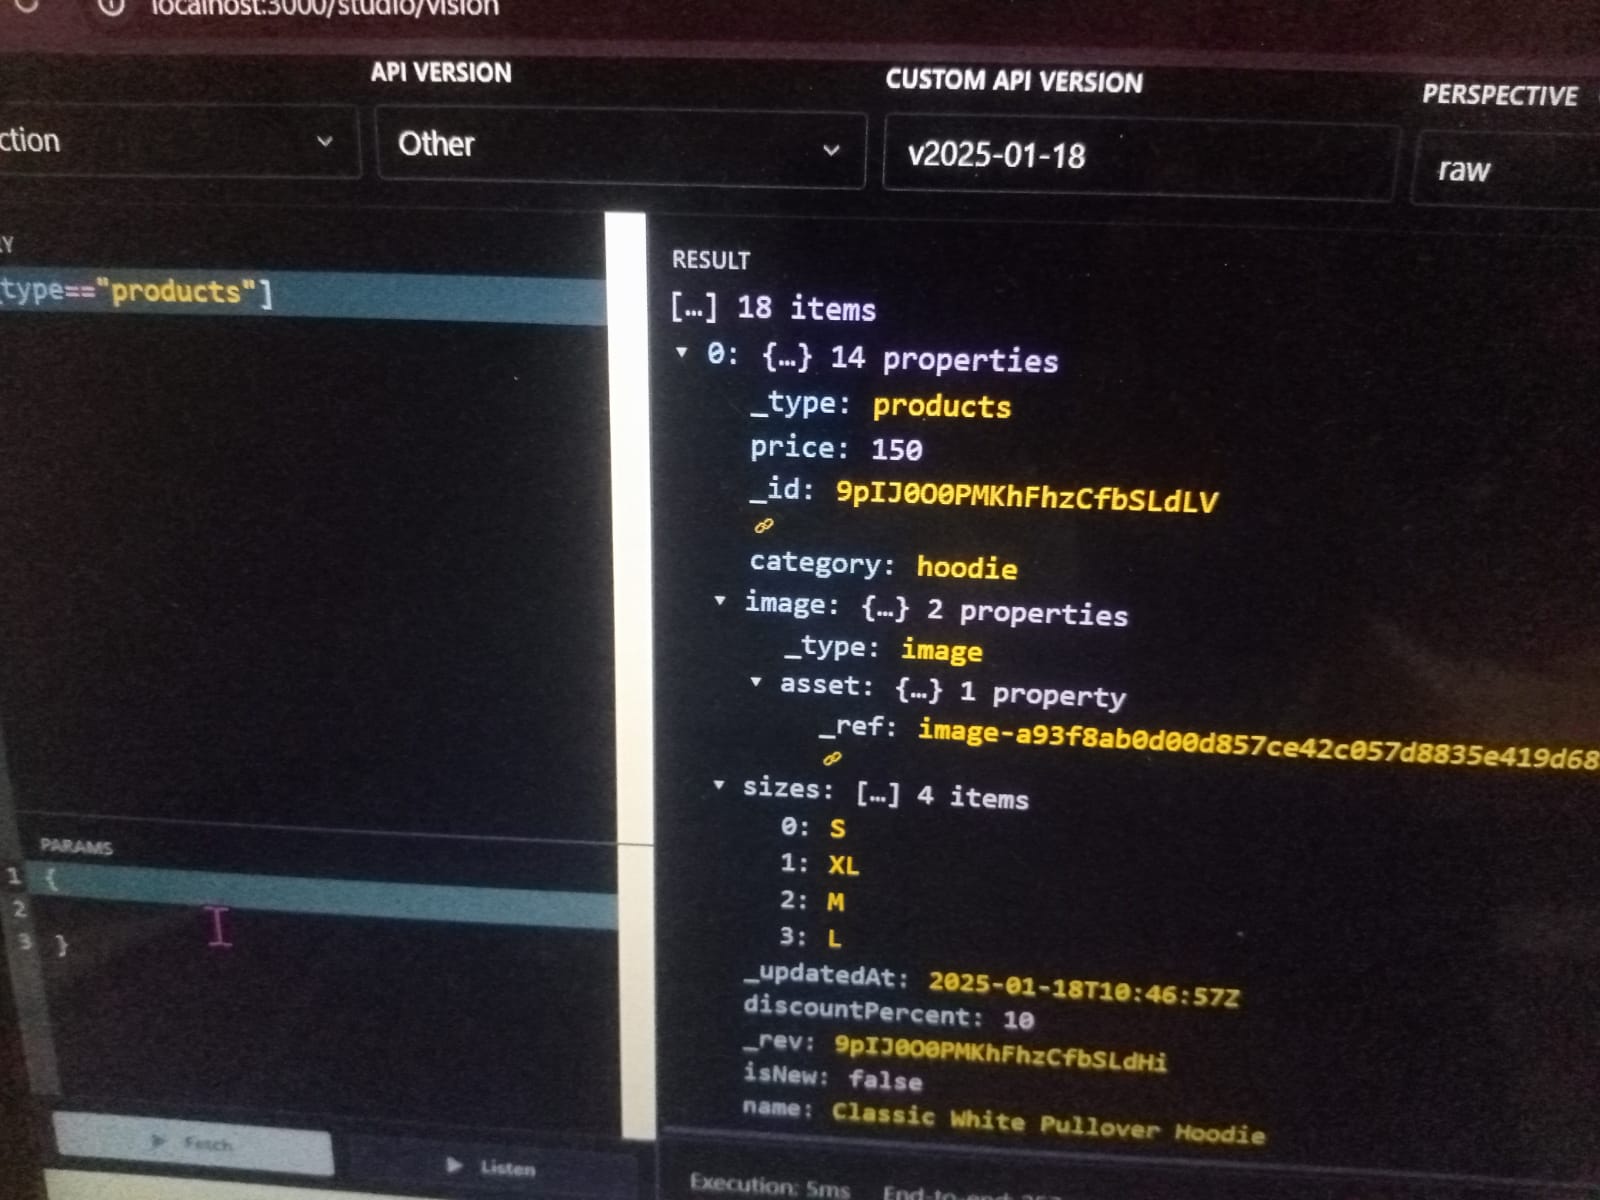 localhost:3000/studio/vision
API VERSION
CUSTOM API VERSION
PERSPECTIVE
ction
Other
v2025-01-18
raw
RY
type=="products"]
RESULT
[…] 18 items
0: {…} 14 properties
_type: products
price: 150
_id: 9pIJ0O0PMKhFhzCfbSLdLV
category: hoodie
image: {…} 2 properties
_type: image
asset: {…} 1 property
_ref: image-a93f8ab0d00d857ce42c057d8835e419d68
sizes: […] 4 items
0: S
1: XL
2: M
3: L
_updatedAt: 2025-01-18T10:46:57Z
discountPercent: 10
_rev: 9pIJ0O0PMKhFhzCfbSLdHi
isNew: false
name: Classic White Pullover Hoodie
PARAMS
1 {
2
3 }
Fetch
Listen
Execution: 5ms End-to-end: